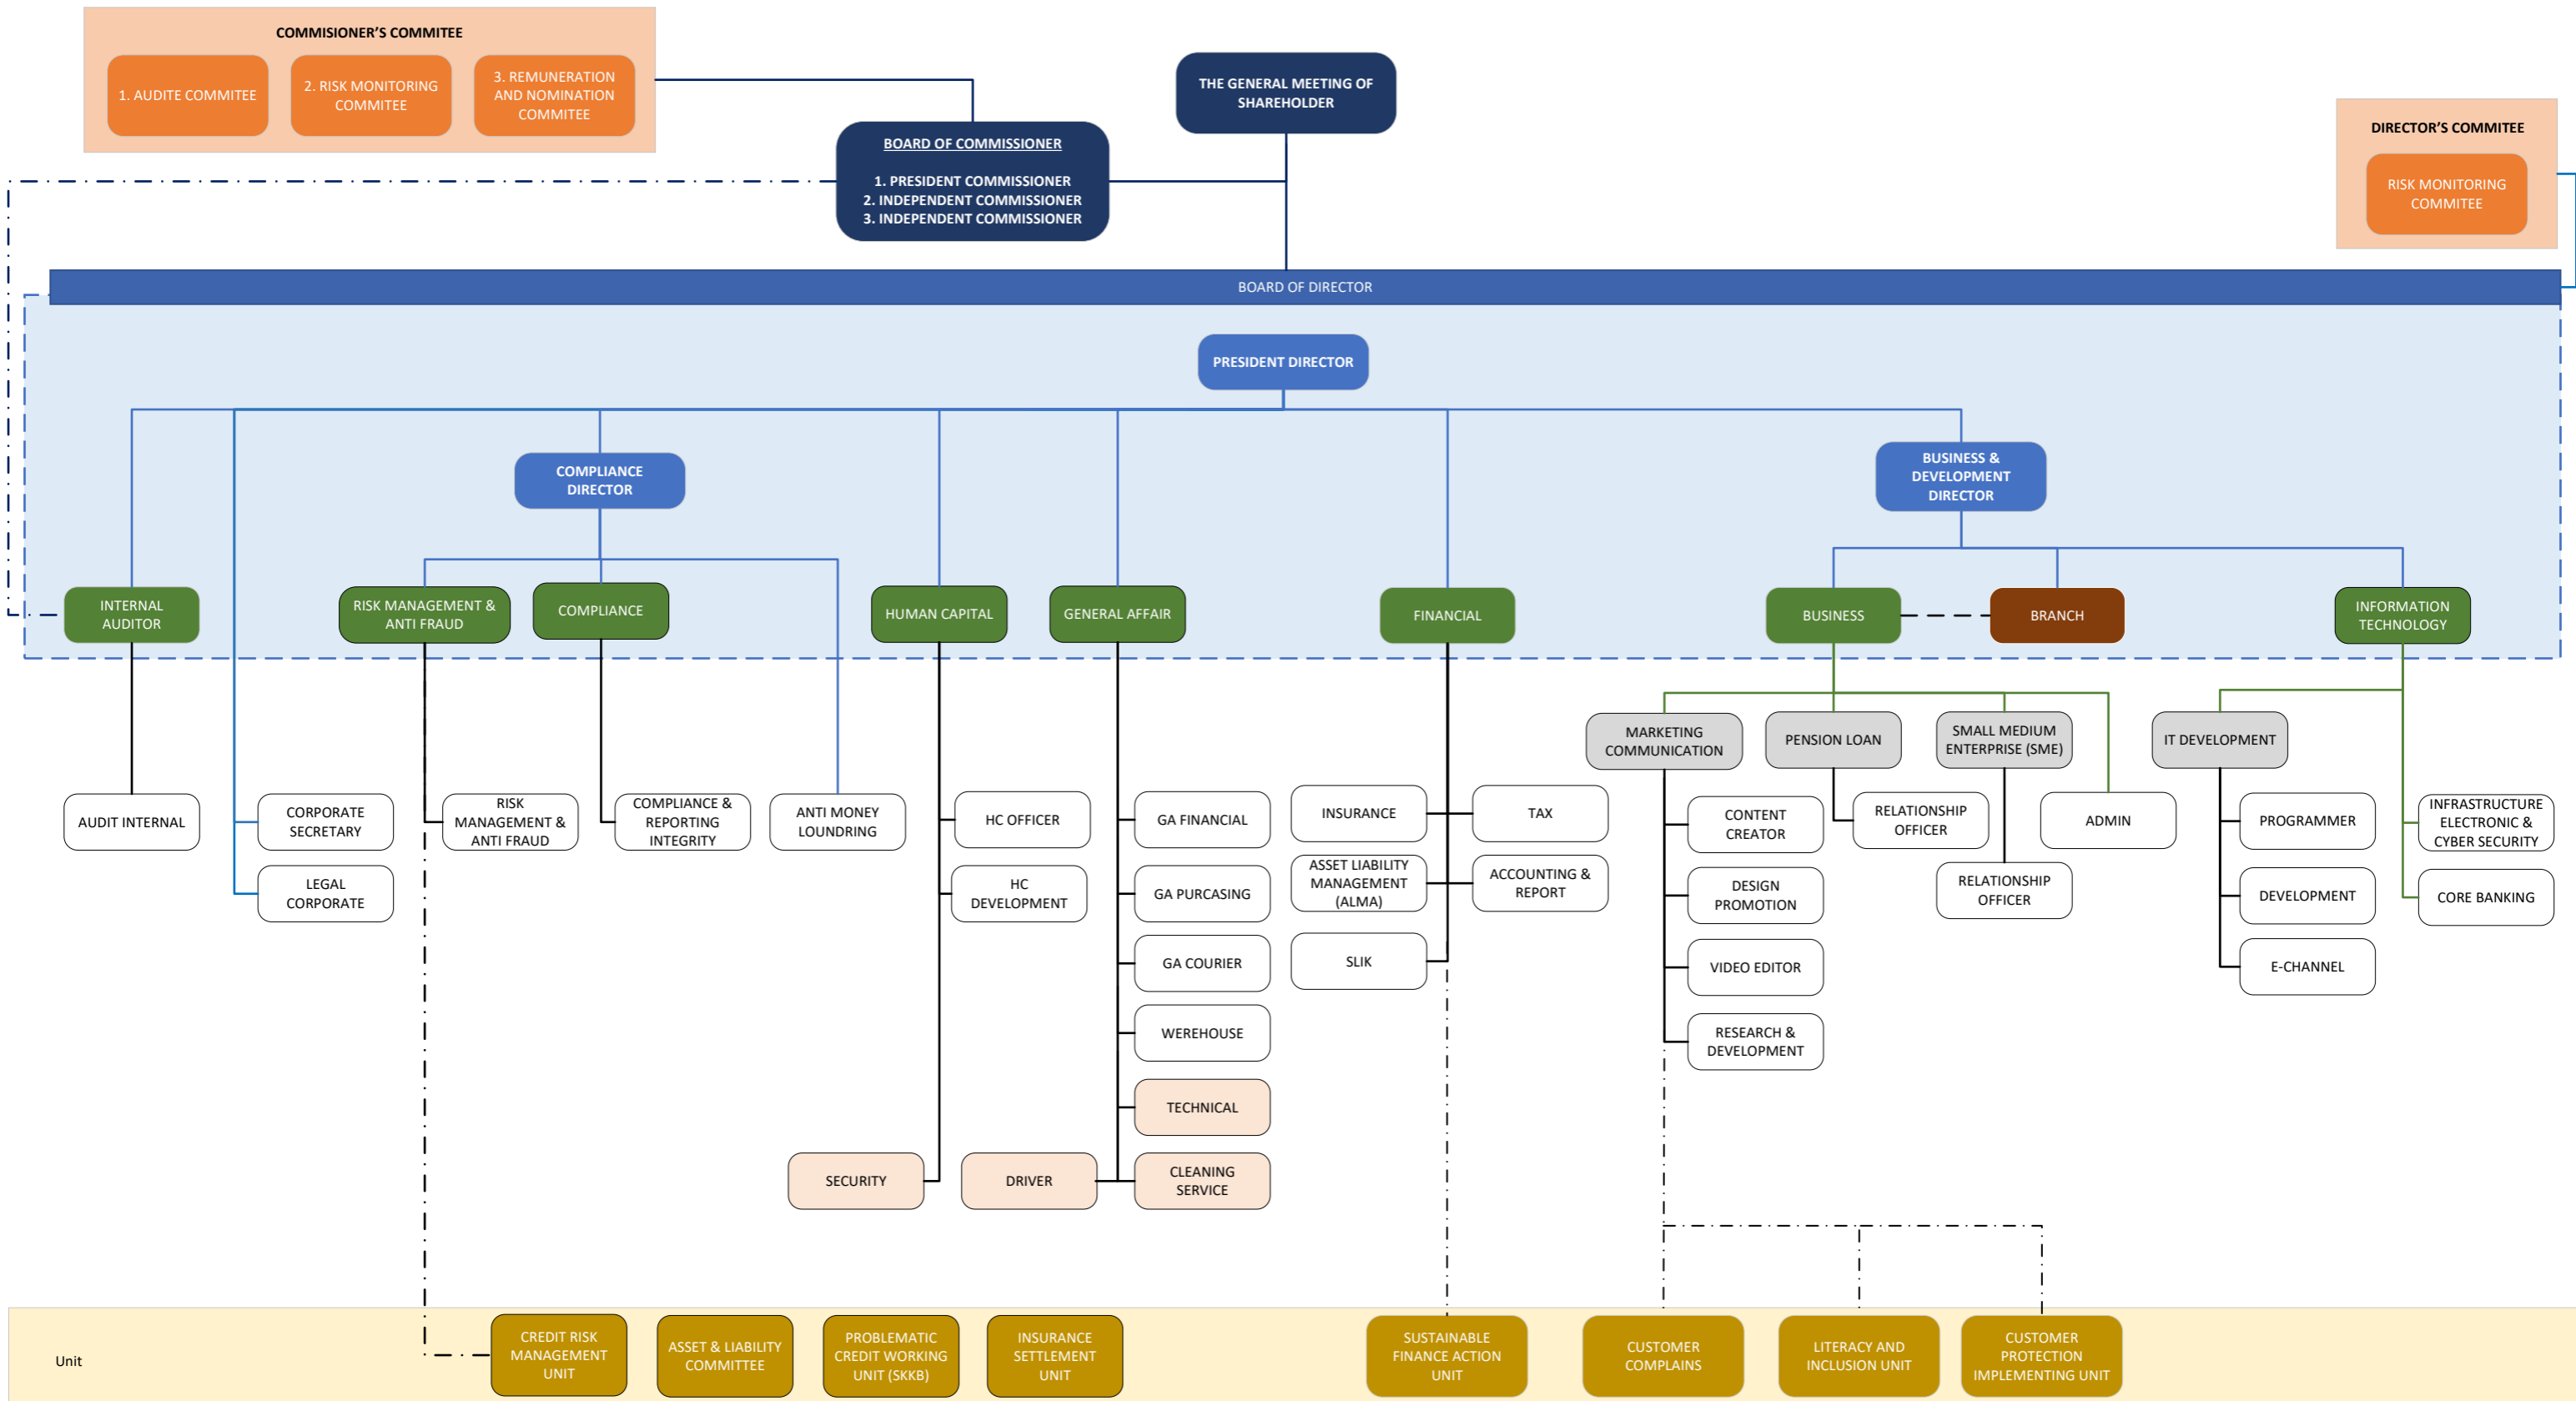 COMMISIONER'S COMMITEE
1. AUDITE COMMITEE
2. RISK MONITORING
COMMITEE
3. REMUNERATION
AND NOMINATION
COMMITEE
THE GENERAL MEETING OF
SHAREHOLDER
BOARD OF COMMISSIONER
1. PRESIDENT COMMISSIONER
2. INDEPENDENT COMMISSIONER
3. INDEPENDENT COMMISSIONER
DIRECTOR'S COMMITEE
RISK MONITORING
COMMITEE
BOARD OF DIRECTOR
PRESIDENT DIRECTOR
COMPLIANCE
DIRECTOR
BUSINESS &
DEVELOPMENT
DIRECTOR
INTERNAL
AUDITOR
RISK MANAGEMENT &
ANTI FRAUD
COMPLIANCE
HUMAN CAPITAL
GENERAL AFFAIR
FINANCIAL
BUSINESS
BRANCH
INFORMATION
TECHNOLOGY
MARKETING
COMMUNICATION
PENSION LOAN
SMALL MEDIUM
ENTERPRISE (SME)
IT DEVELOPMENT
AUDIT INTERNAL
CORPORATE
SECRETARY
LEGAL
CORPORATE
RISK
MANAGEMENT &
ANTI FRAUD
COMPLIANCE &
REPORTING
INTEGRITY
ANTI MONEY
LOUNDRING
HC OFFICER
HC
DEVELOPMENT
GA FINANCIAL
GA PURCASING
GA COURIER
WEREHOUSE
TECHNICAL
SECURITY
DRIVER
CLEANING
SERVICE
INSURANCE
TAX
ASSET LIABILITY
MANAGEMENT
(ALMA)
ACCOUNTING &
REPORT
SLIK
CONTENT
CREATOR
DESIGN
PROMOTION
VIDEO EDITOR
RESEARCH &
DEVELOPMENT
RELATIONSHIP
OFFICER
RELATIONSHIP
OFFICER
ADMIN
PROGRAMMER
DEVELOPMENT
E-CHANNEL
INFRASTRUCTURE
ELECTRONIC &
CYBER SECURITY
CORE BANKING
Unit
CREDIT RISK
MANAGEMENT
UNIT
ASSET & LIABILITY
COMMITTEE
PROBLEMATIC
CREDIT WORKING
UNIT (SKKB)
INSURANCE
SETTLEMENT
UNIT
SUSTAINABLE
FINANCE ACTION
UNIT
CUSTOMER
COMPLAINS
LITERACY AND
INCLUSION UNIT
CUSTOMER
PROTECTION
IMPLEMENTING UNIT